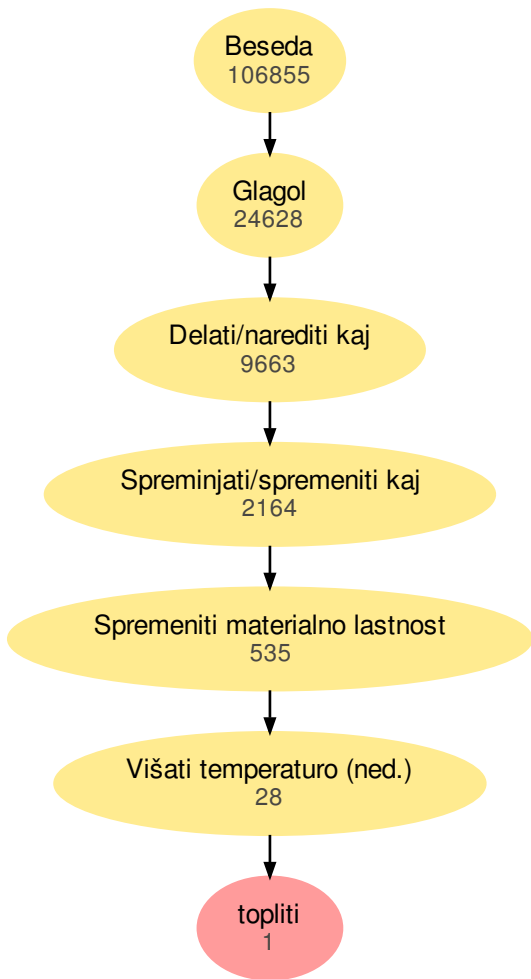 Beseda
106855
Glagol
24628
Delati/narediti kaj
9663
Spreminjati/spremeniti kaj
2164
Spremeniti materialno lastnost
535
Višati temperaturo (ned.)
28
topliti
1